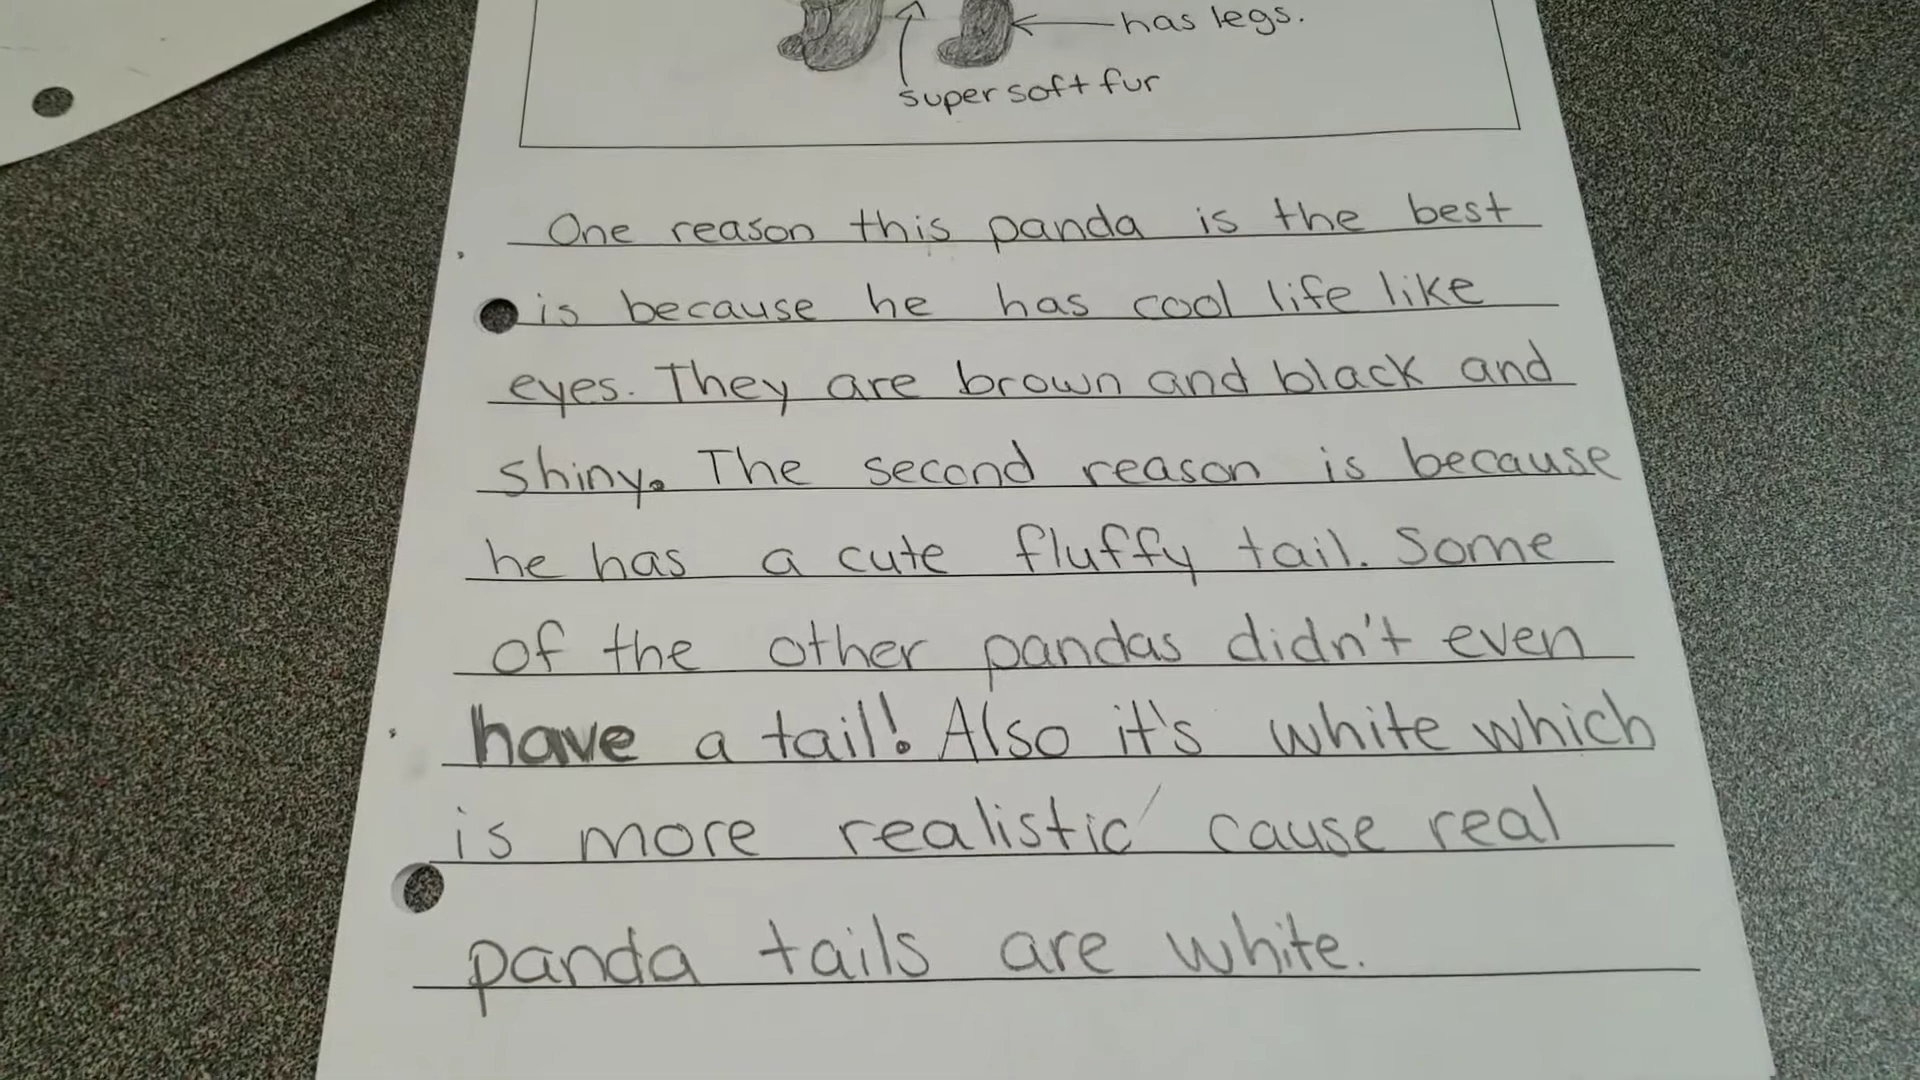 has legs.
super soft fur
One reason this panda is the best
is because he has cool life like
eyes. They are brown and black and
shiny. The second reason is because
he has a cute fluffy tail. Some
of the other pandas didn't even
have a tail! Also it's white which
is more realistic cause real
panda tails are white.